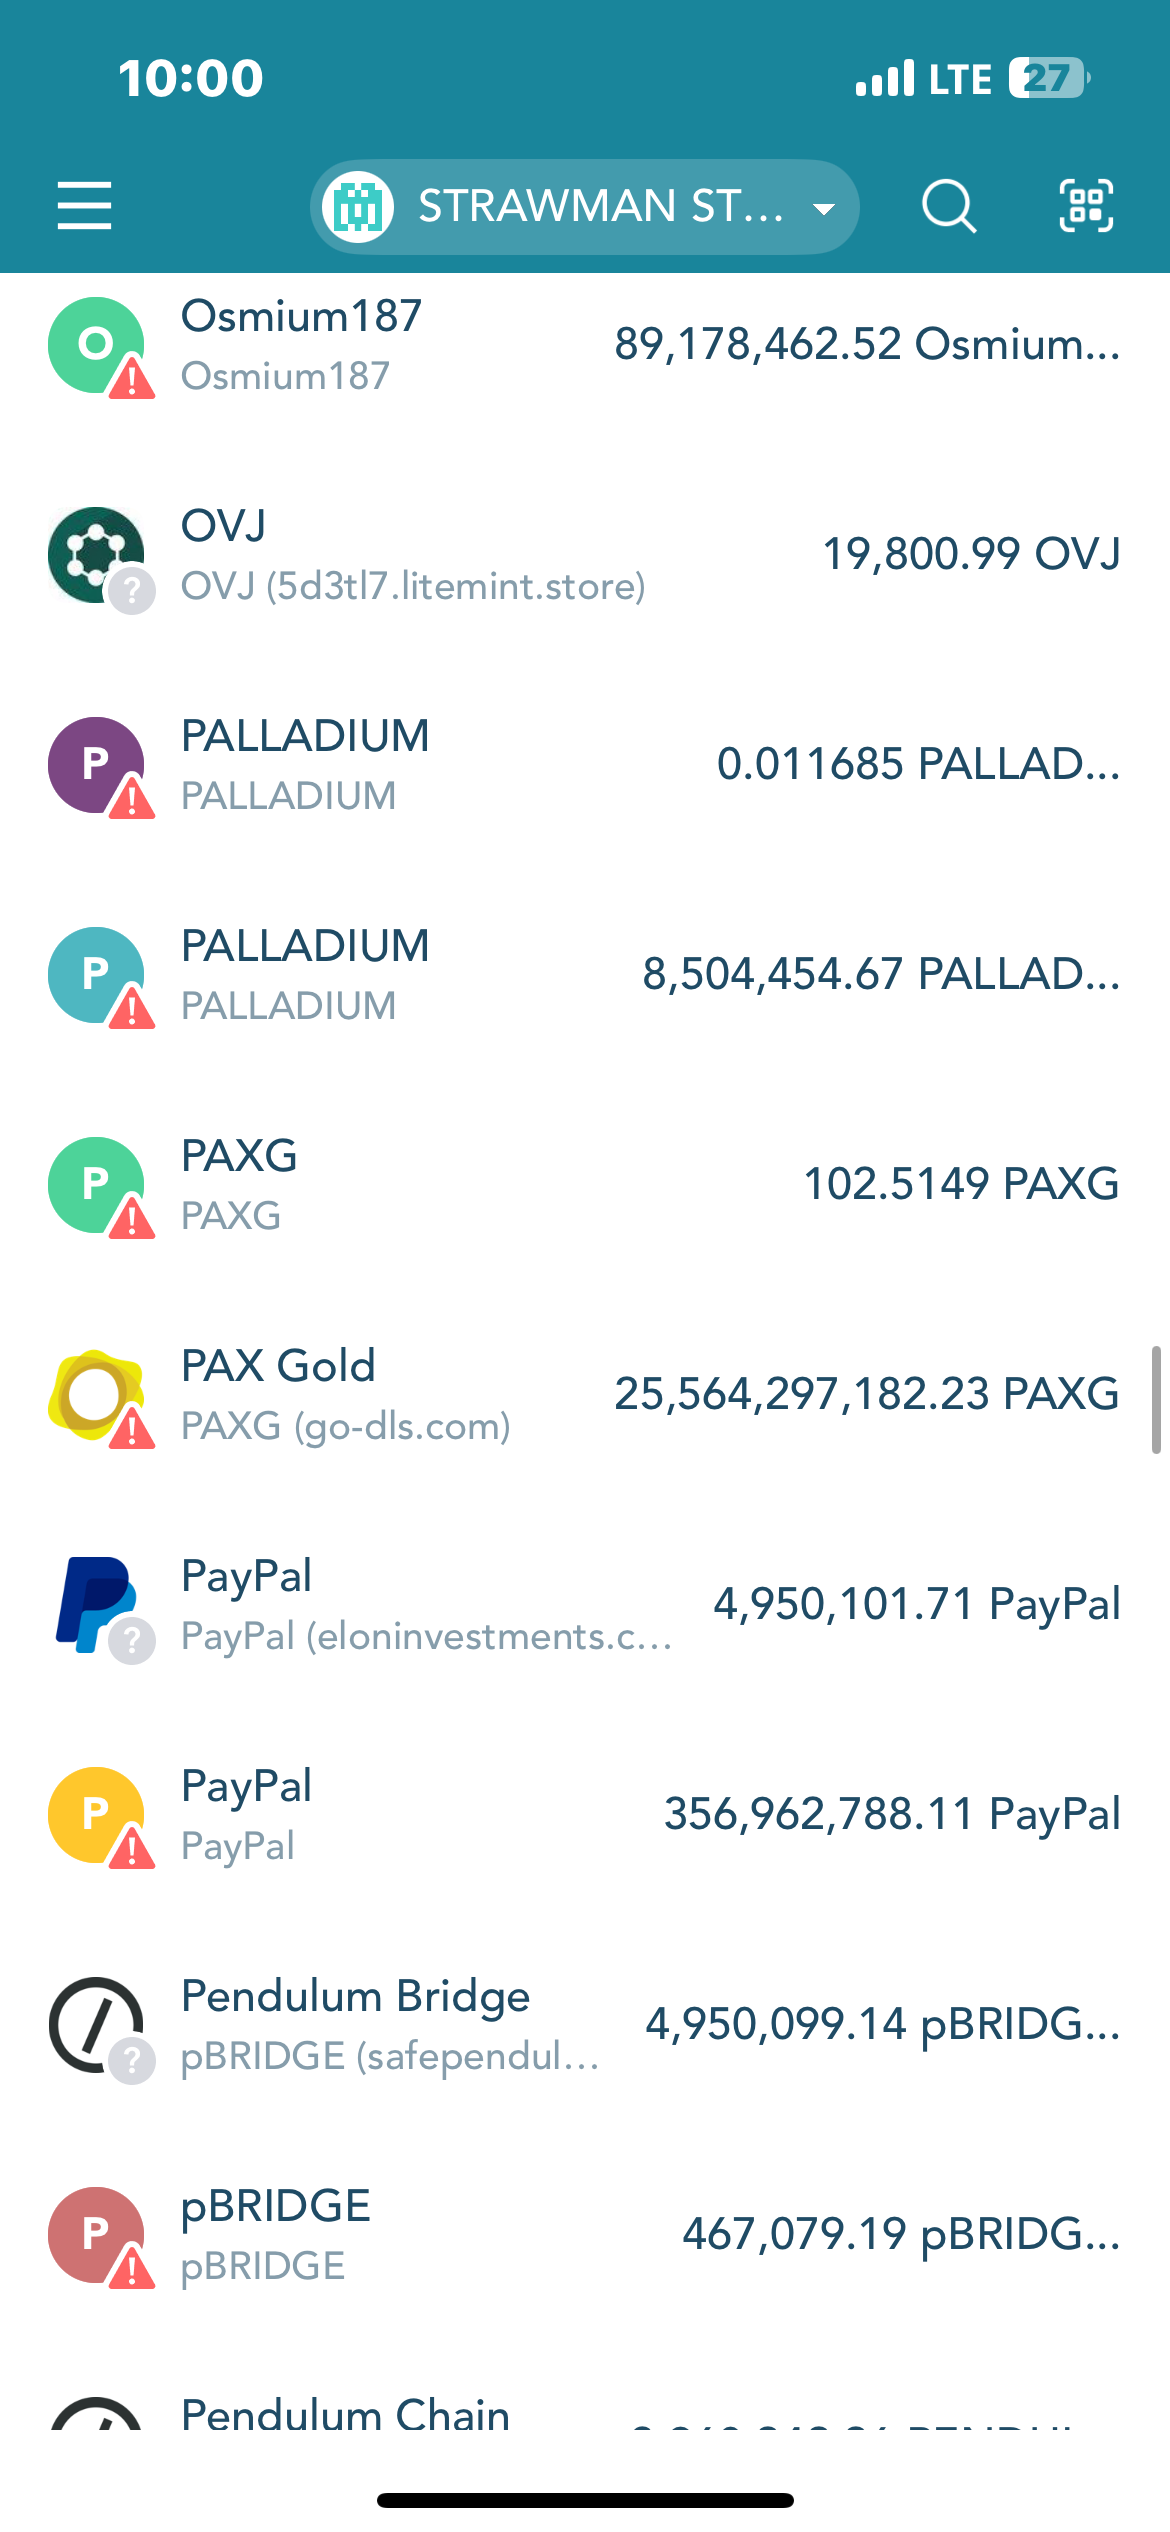 10:00
LTE 27
STRAWMAN ST...
Osmium187
Osmium187
89,178,462.52 Osmium...
OVJ
OVJ (5d3tl7.litemint.store)
19,800.99 OVJ
PALLADIUM
PALLADIUM
0.011685 PALLAD...
PALLADIUM
PALLADIUM
8,504,454.67 PALLAD...
PAXG
PAXG
102.5149 PAXG
PAX Gold
PAXG (go-dls.com)
25,564,297,182.23 PAXG
PayPal
PayPal (eloninvestments.c...
4,950,101.71 PayPal
PayPal
PayPal
356,962,788.11 PayPal
Pendulum Bridge
pBRIDGE (safependul...
4,950,099.14 pBRIDG...
pBRIDGE
pBRIDGE
467,079.19 pBRIDG...
Pendulum Chain